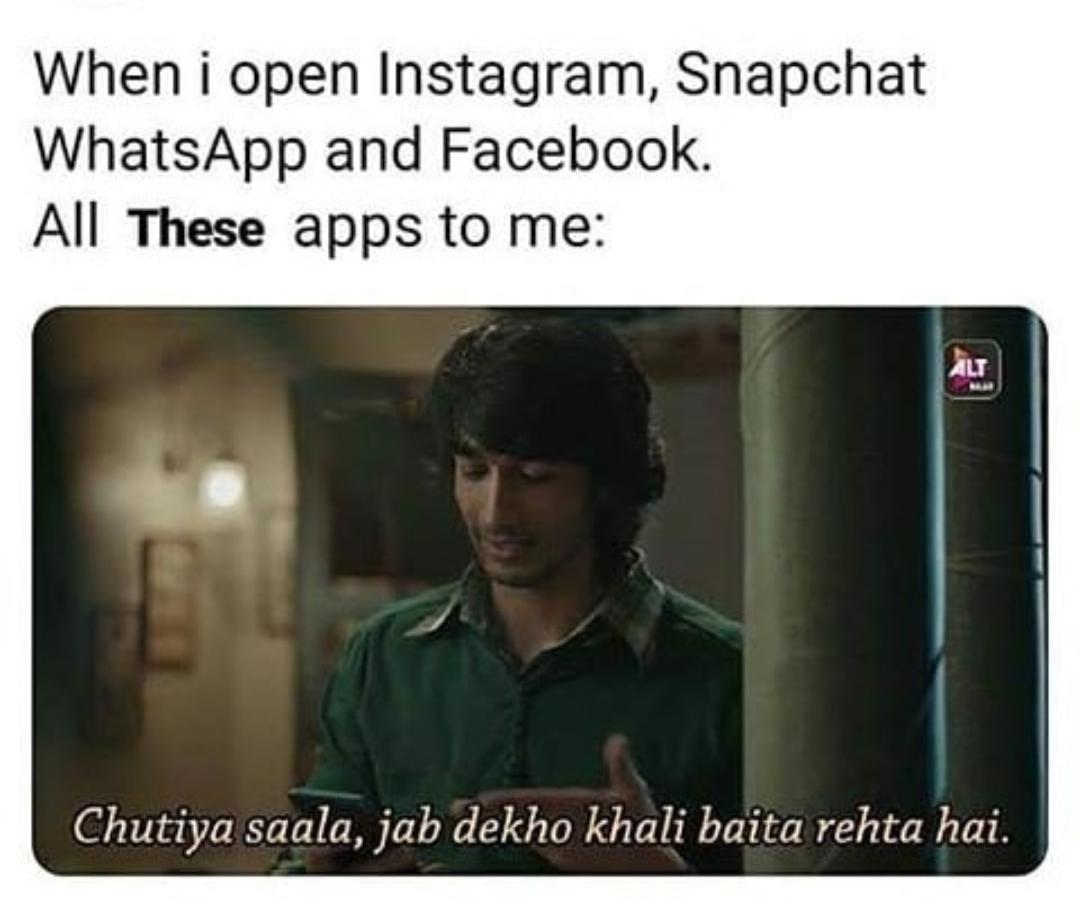 When i open Instagram, Snapchat
WhatsApp and Facebook.
All These apps to me:
ALT
Chutiya saala, jab dekho khali baita rehta hai.